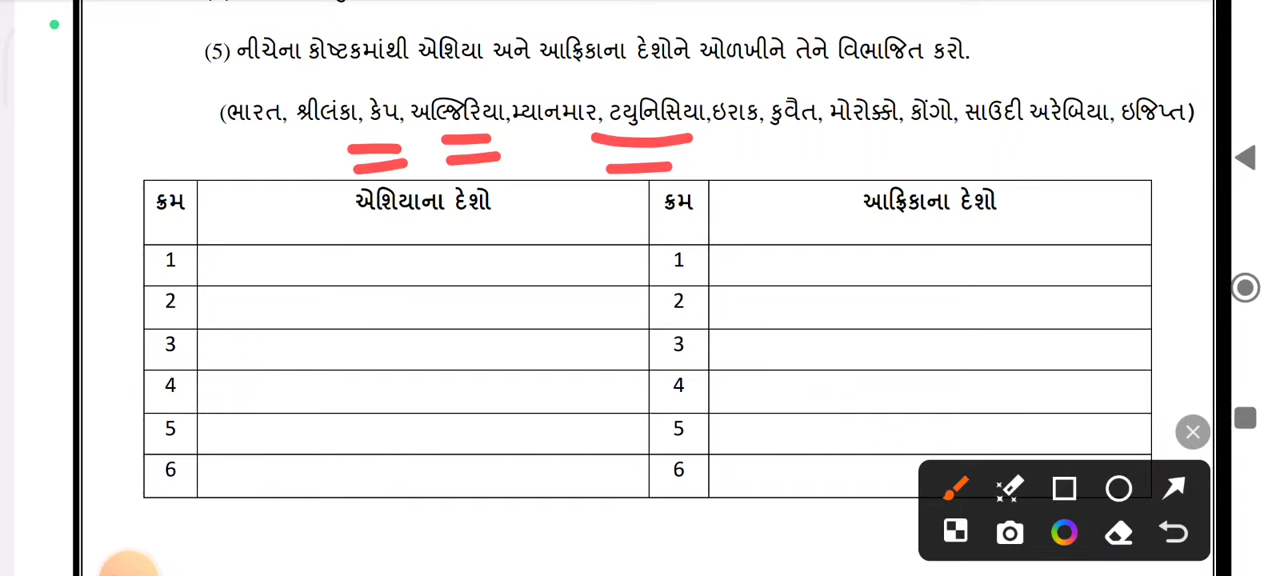 (5) નીચેના કોષ્ટકમાંથી એશિયા અને આફ્રિકાના દેશોને ઓળખીને તેને વિભાજિત કરો.
(ભારત, શ્રીલંકા, કેપ, અલ્જિરિયા,મ્યાનમાર, ટયુનિસિયા,ઇરાક, કુવૈત, મોરોક્કો, કોંગો, સાઉદી અરેબિયા, ઇજિપ્ત)
ક્રમ એશિયાના દેશો ક્રમ આફ્રિકાના દેશો
1 1
2 2
3 3
4 4
5 5
6 6